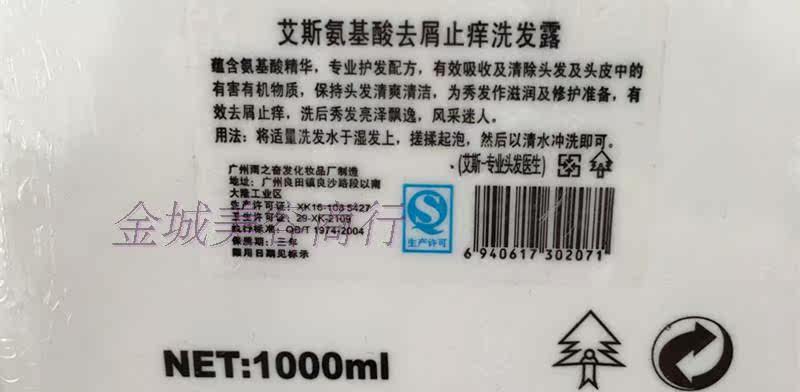 艾斯氨基酸去屑止痒洗发露
蕴含氨基酸精华，专业护发配方，有效吸收及清除头发及头皮中的
有害有机物质，保持头发清爽清洁，为秀发作滋润及修护准备，有
效去屑止痒，洗后秀发亮泽飘逸，风采迷人。
用法：将适量洗发水于湿发上，搓揉起泡，然后以清水冲洗即可。
·(艾斯-专业头发医生)
广州雨之奋发化妆品厂制造
地址：广州良田镇良沙路段以南
大隆工业区
生产许可证：XK16-108 5427
卫生许可证：29-XK-2109
执行标准：QB/T 1974-2004
保质期：三年
限用日期见标示
生产许可
6 940617 302071
金城美 商行
NET:1000ml